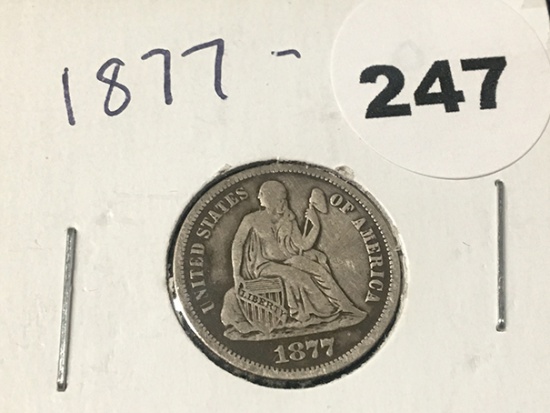 1877 -
247
UNITED STATES OF AMERICA
LIBERTY
1877